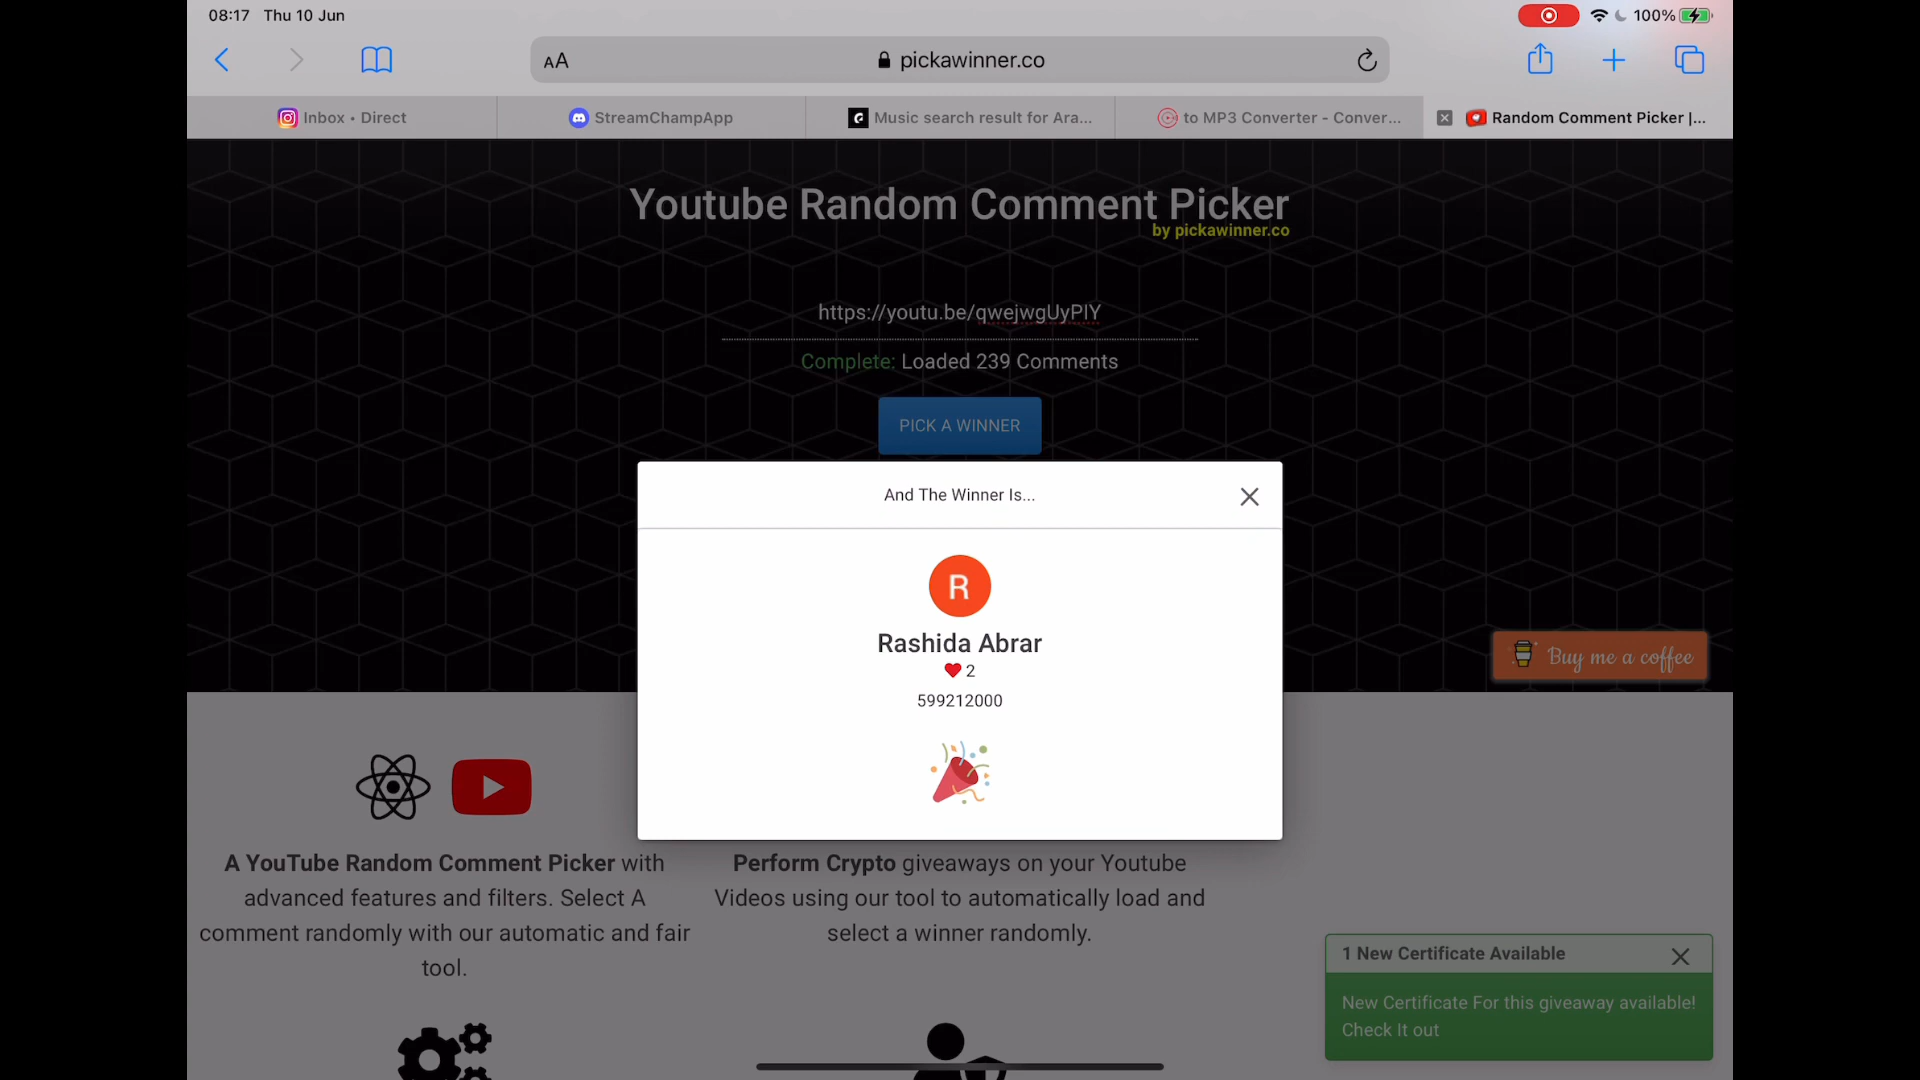 08:17 Thu 10 Jun
100%
AA
pickawinner.co
Inbox • Direct
StreamChampApp
Music search result for Ara...
to MP3 Converter - Conver...
Random Comment Picker |...
Youtube Random Comment Picker
by pickawinner.co
https://youtu.be/qwejwgUyPlY
Complete: Loaded 239 Comments
PICK A WINNER
And The Winner Is...
R
Rashida Abrar
2
599212000
Buy me a coffee
A YouTube Random Comment Picker with
advanced features and filters. Select A
comment randomly with our automatic and fair
tool.
Perform Crypto giveaways on your Youtube
Videos using our tool to automatically load and
select a winner randomly.
1 New Certificate Available
New Certificate For this giveaway available!
Check It out